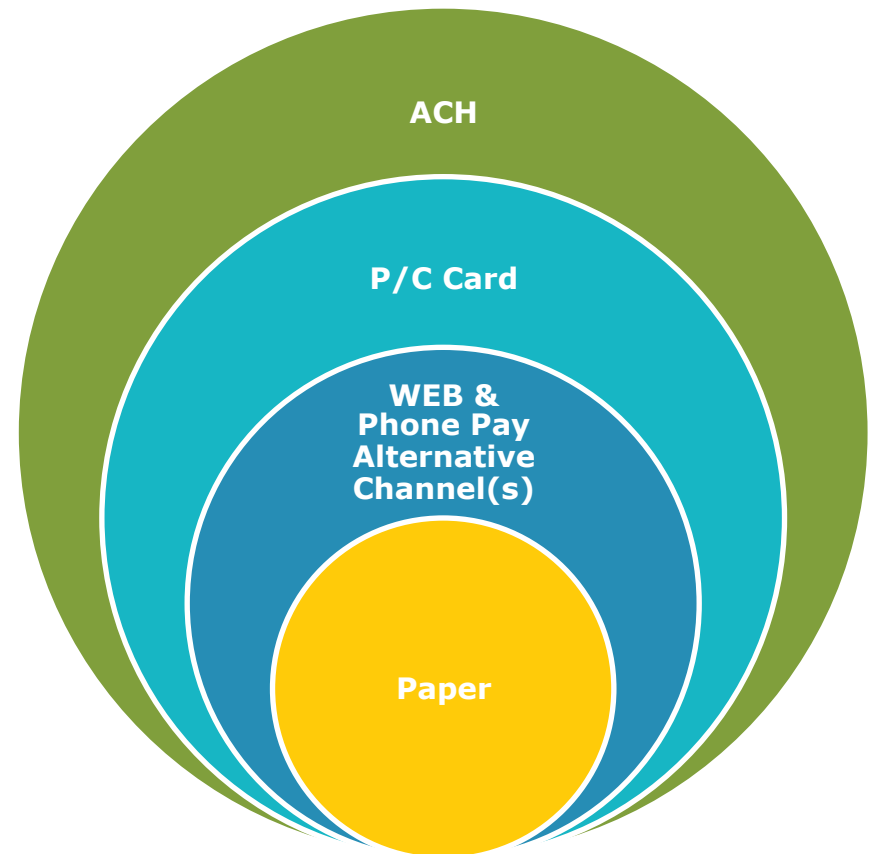 ACH
P/C Card
WEB &
Phone Pay
Alternative
Channel(s)
Paper